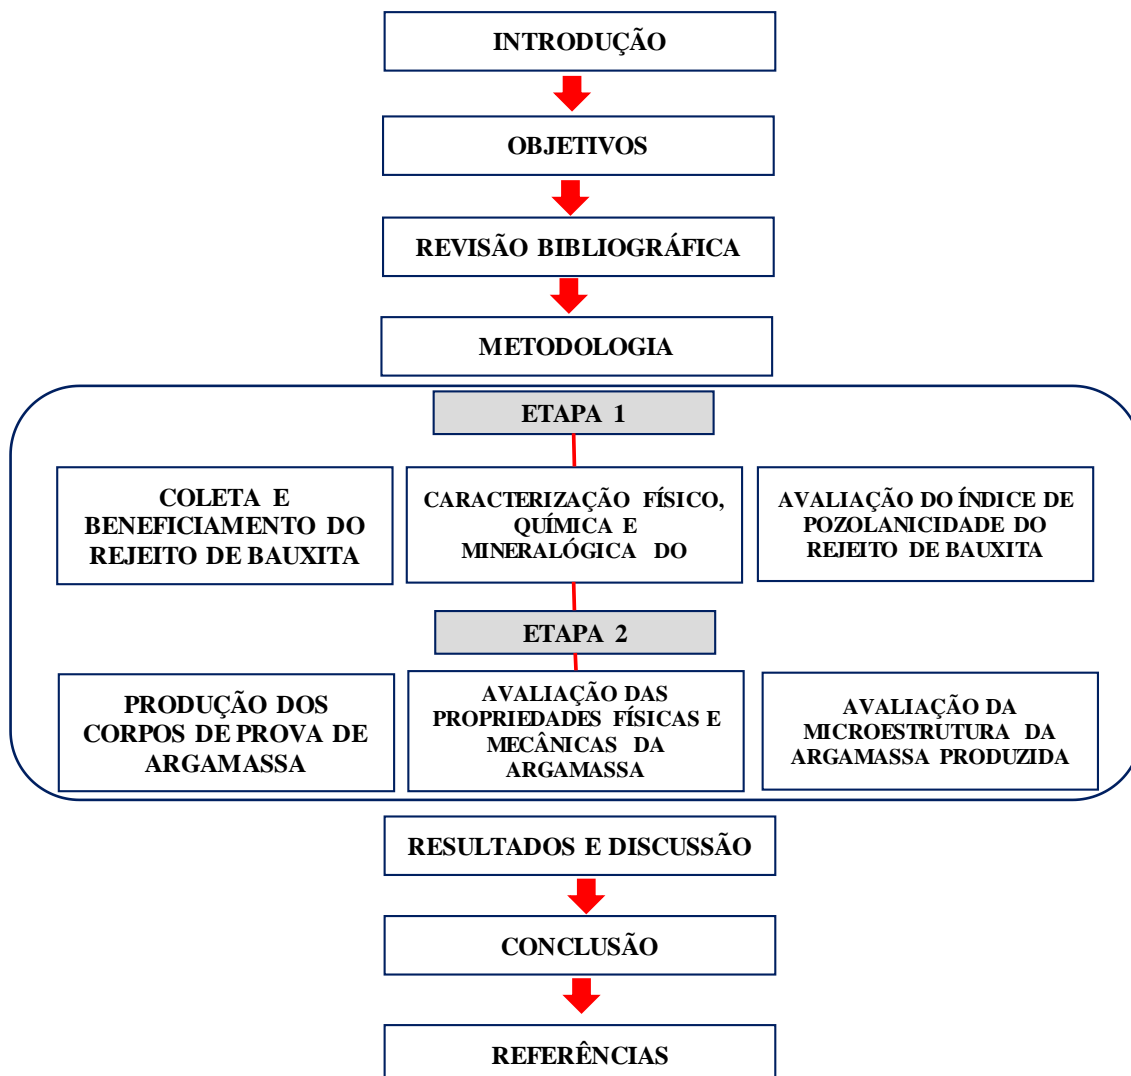 INTRODUÇÃO
OBJETIVOS
REVISÃO BIBLIOGRÁFICA
METODOLOGIA
ETAPA 1
COLETA E
BENEFICIAMENTO DO
REJEITO DE BAUXITA
CARACTERIZAÇÃO FÍSICO,
QUÍMICA E
MINERALÓGICA DO
AVALIAÇÃO DO ÍNDICE DE
POZOLANICIDADE DO
REJEITO DE BAUXITA
ETAPA 2
PRODUÇÃO DOS
CORPOS DE PROVA DE
ARGAMASSA
AVALIAÇÃO DAS
PROPRIEDADES FÍSICAS E
MECÂNICAS DA
ARGAMASSA
AVALIAÇÃO DA
MICROESTRUTURA DA
ARGAMASSA PRODUZIDA
RESULTADOS E DISCUSSÃO
CONCLUSÃO
REFERÊNCIAS